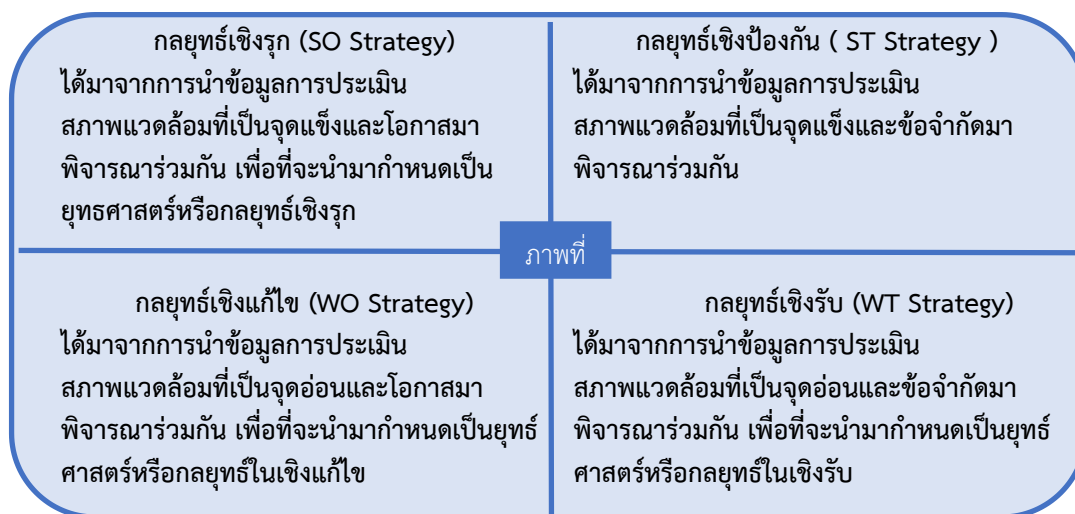 กลยุทธ์เชิงรุก (SO Strategy)
ได้มาจากการนำข้อมูลการประเมิน
สภาพแวดล้อมที่เป็นจุดแข็งและโอกาสมา
พิจารณาร่วมกัน เพื่อที่จะนำมากำหนดเป็น
ยุทธศาสตร์หรือกลยุทธ์เชิงรุก
กลยุทธ์เชิงป้องกัน ( ST Strategy )
ได้มาจากการนำข้อมูลการประเมิน
สภาพแวดล้อมที่เป็นจุดแข็งและข้อจำกัดมา
พิจารณาร่วมกัน
ภาพที่
กลยุทธ์เชิงแก้ไข (WO Strategy)
ได้มาจากการนำข้อมูลการประเมิน
สภาพแวดล้อมที่เป็นจุดอ่อนและโอกาสมา
พิจารณาร่วมกัน เพื่อที่จะนำมากำหนดเป็นยุทธ์
ศาสตร์หรือกลยุทธ์ในเชิงแก้ไข
กลยุทธ์เชิงรับ (WT Strategy)
ได้มาจากการนำข้อมูลการประเมิน
สภาพแวดล้อมที่เป็นจุดอ่อนและข้อจำกัดมา
พิจารณาร่วมกัน เพื่อที่จะนำมากำหนดเป็นยุทธ์
ศาสตร์หรือกลยุทธ์ในเชิงรับ